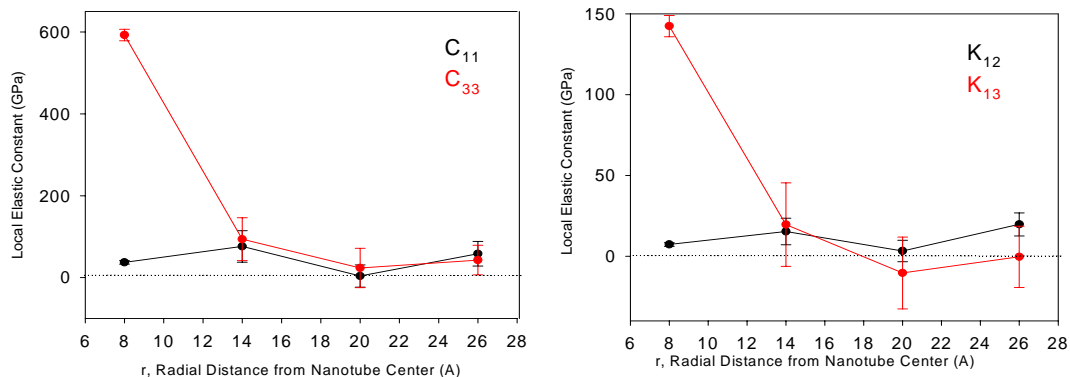 600
400
200
0
Local Elastic Constant (GPa)
C11
C33
6 8 10 12 14 16 18 20 22 24 26 28
r, Radial Distance from Nanotube Center (A)
150
100
50
0
Local Elastic Constant (GPa)
K12
K13
6 8 10 12 14 16 18 20 22 24 26 28
r, Radial Distance from Nanotube Center (A)